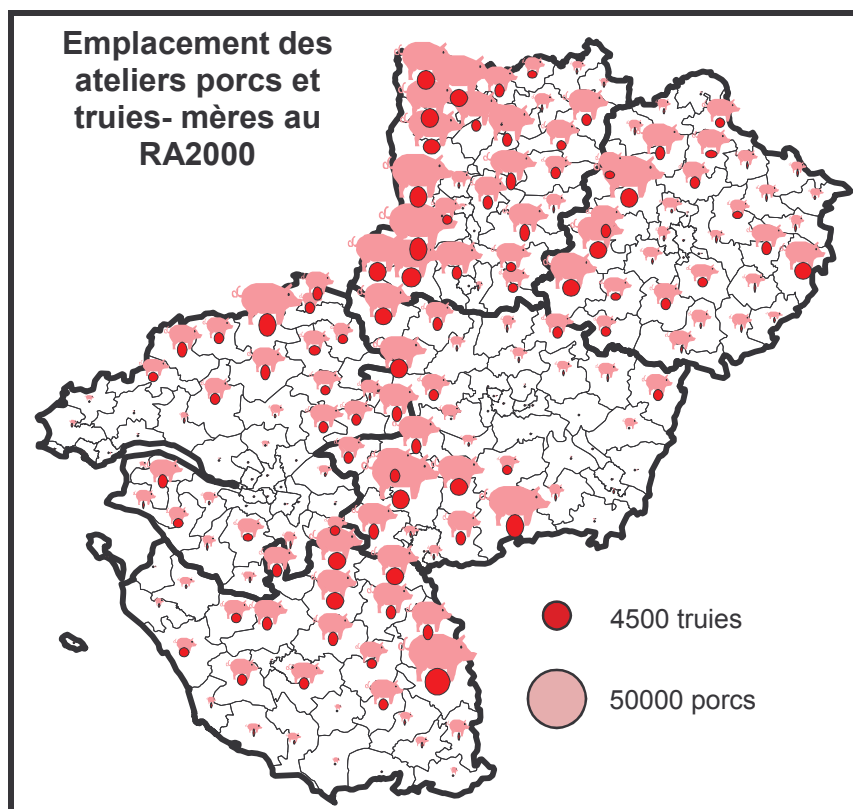 Emplacement des
ateliers porcs et
truies- mères au
RA2000
4500 truies
50000 porcs